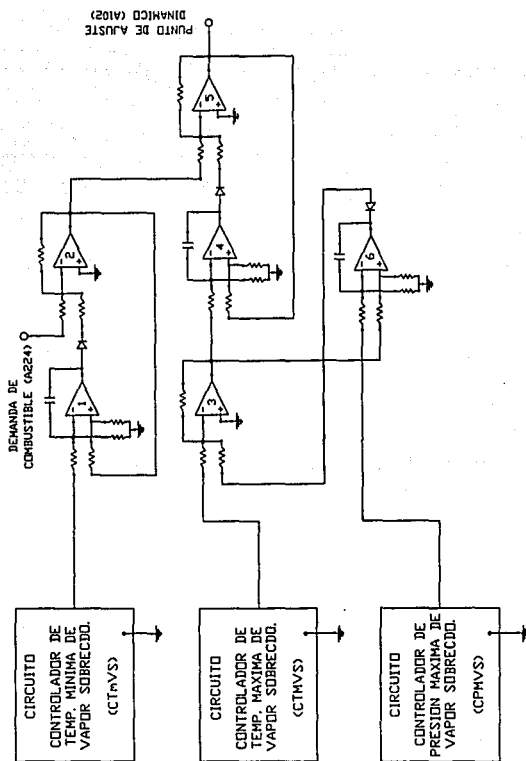 PUNTO DE AJUSTE
DINAMICO (A102)
DEMANDA DE
COMBUSTIBLE (A224)
1
2
3
4
5
6
CIRCUITO
CONTROLADOR DE
TEMP. MINIMA DE
VAPOR SOBRECDO.
(CTmVS)
CIRCUITO
CONTROLADOR DE
TEMP. MAXIMA DE
VAPOR SOBRECDO.
(CTMVS)
CIRCUITO
CONTROLADOR DE
PRESION MAXIMA DE
VAPOR SOBRECDO.
(CPMVS)